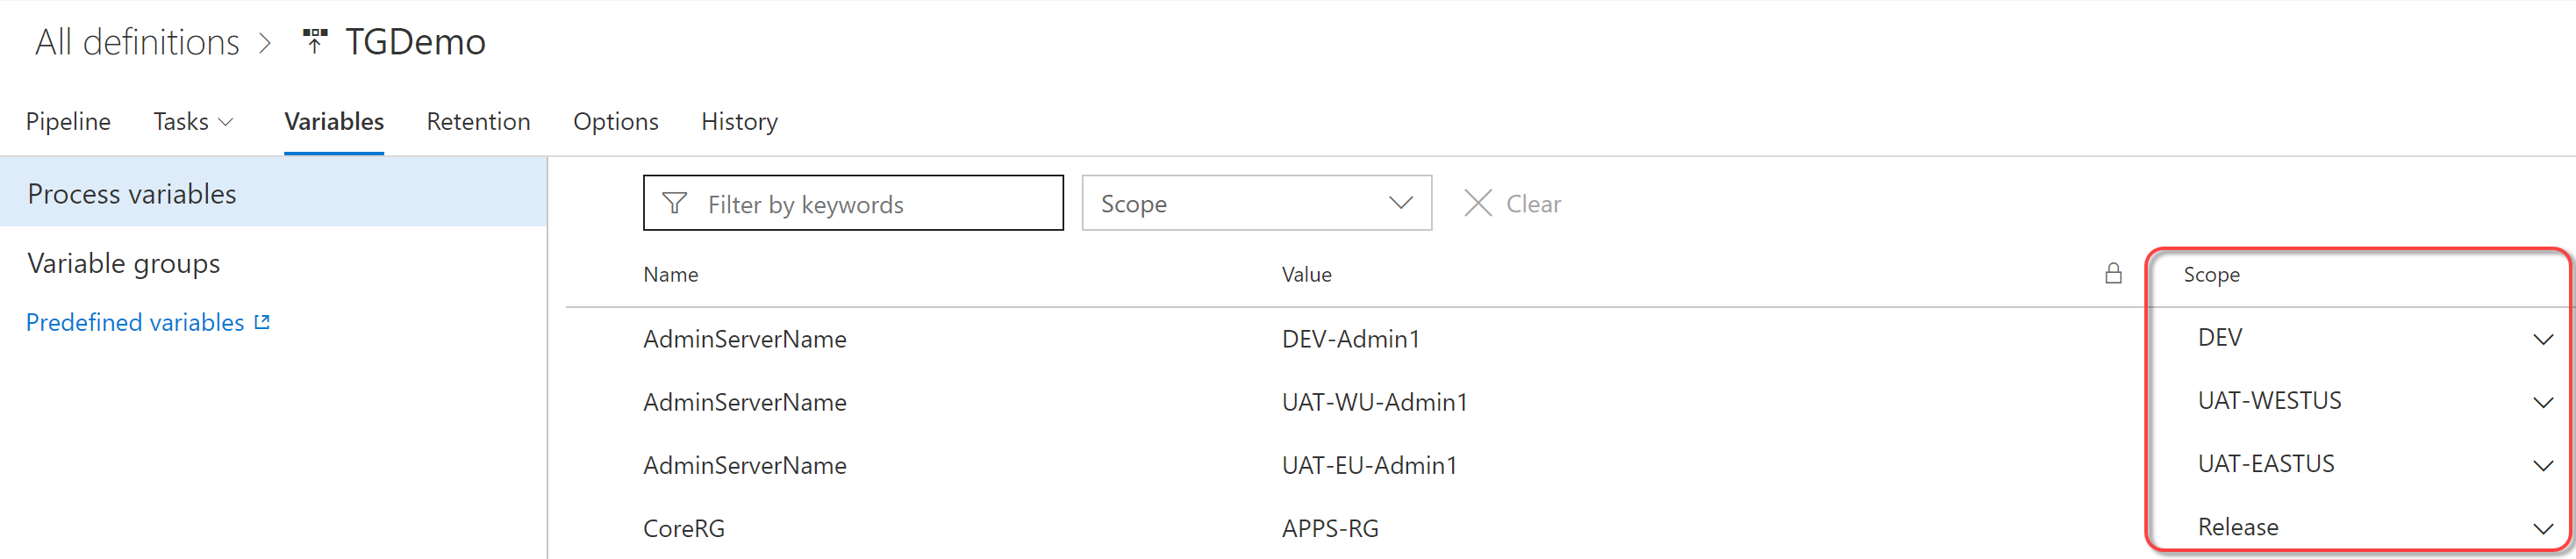 All definitions > TGDemo
Pipeline Tasks Variables Retention Options History
Process variables
Variable groups
Predefined variables
Filter by keywords Scope Clear
Name Value Scope
AdminServerName DEV-Admin1 DEV
AdminServerName UAT-WU-Admin1 UAT-WESTUS
AdminServerName UAT-EU-Admin1 UAT-EASTUS
CoreRG APPS-RG Release